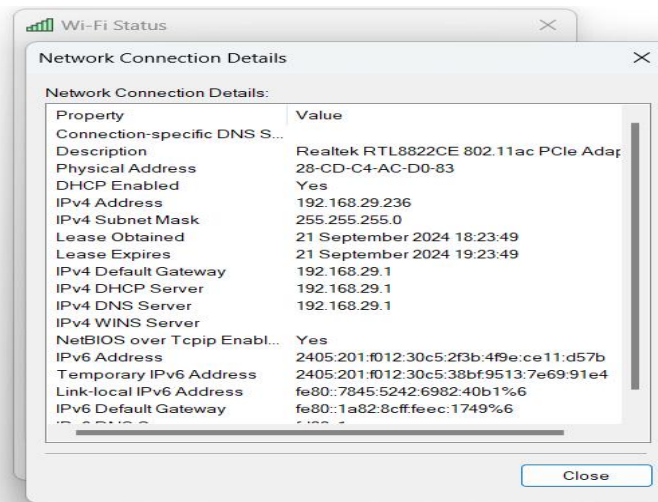 Wi-Fi Status
Network Connection Details
Network Connection Details:
Property Value
Connection-specific DNS S...
Description Realtek RTL8822CE 802.11ac PCIe Adap
Physical Address 28-CD-C4-AC-D0-83
DHCP Enabled Yes
IPv4 Address 192.168.29.236
IPv4 Subnet Mask 255.255.255.0
Lease Obtained 21 September 2024 18:23:49
Lease Expires 21 September 2024 19:23:49
IPv4 Default Gateway 192.168.29.1
IPv4 DHCP Server 192.168.29.1
IPv4 DNS Server 192.168.29.1
IPv4 WINS Server
NetBIOS over Tcpip Enabl... Yes
IPv6 Address 2405:201:f012:30c5:2f3b:4f9e:ce11:d57b
Temporary IPv6 Address 2405:201:f012:30c5:38bf:9513:7e69:91e4
Link-local IPv6 Address fe80::7845:5242:6982:40b1%6
IPv6 Default Gateway fe80::1a82:8cff:feec:1749%6
Close